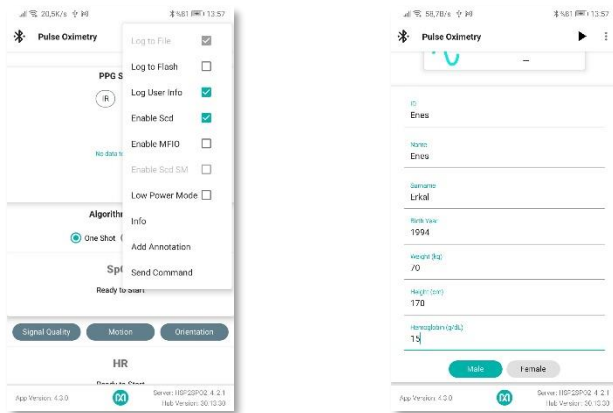 20,5K/s
%81 13:57
Pulse Oximetry
Log to File
Log to Flash
PPG S
IR
Log User Info
Enable Scd
No data to
Enable MFIO
Enable Scd SM
Low Power Mode
Algorith
Info
One Shot
Add Annotation
SpO
Send Command
Ready to Start
Signal Quality Motion Orientation
HR
Ready to Start
App Version: 4.3.0
Server: HSP2SPO2 4.2.1
Hub Version: 30.13.30
58,7B/s
%81 13:57
Pulse Oximetry
--
ID
Enes
Name
Enes
Surname
Erkal
Birth Year
1994
Weight (kg)
70
Height (cm)
170
Hemoglobin (g/dL)
15
Male Female
App Version: 4.3.0
Server: HSP2SPO2 4.2.1
Hub Version: 30.13.30